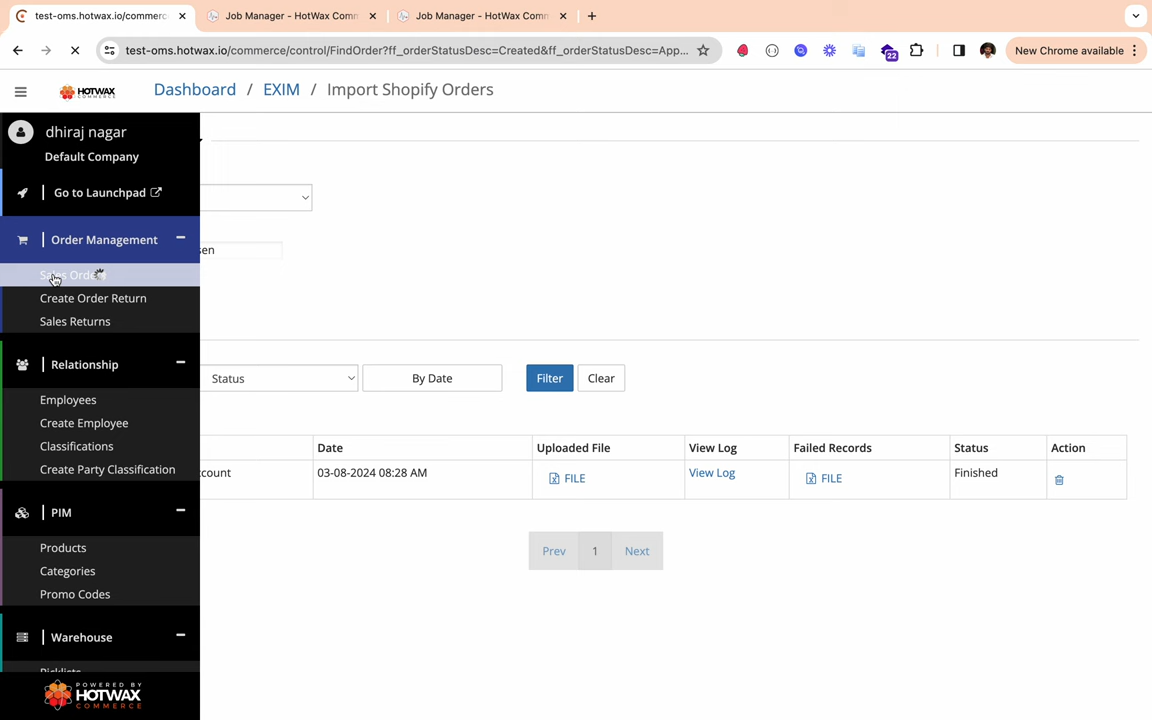 test-oms.hotwax.io/commerc
Job Manager - HotWax Comm
Job Manager - HotWax Comm
test-oms.hotwax.io/commerce/control/FindOrder?ff_orderStatusDesc=Created&ff_orderStatusDesc=App...
22
New Chrome available
HOTWAX
COMMERCE
Dashboard / EXIM / Import Shopify Orders
dhiraj nagar
Default Company
Go to Launchpad
Order Management
Sales Orders
Create Order Return
Sales Returns
Relationship
Employees
Create Employee
Classifications
Create Party Classification
PIM
Products
Categories
Promo Codes
Warehouse
Picklists
POWERED BY
HOTWAX
COMMERCE
sen
Status
By Date
Filter
Clear
Date
Uploaded File
View Log
Failed Records
Status
Action
count
03-08-2024 08:28 AM
FILE
View Log
FILE
Finished
Prev
1
Next